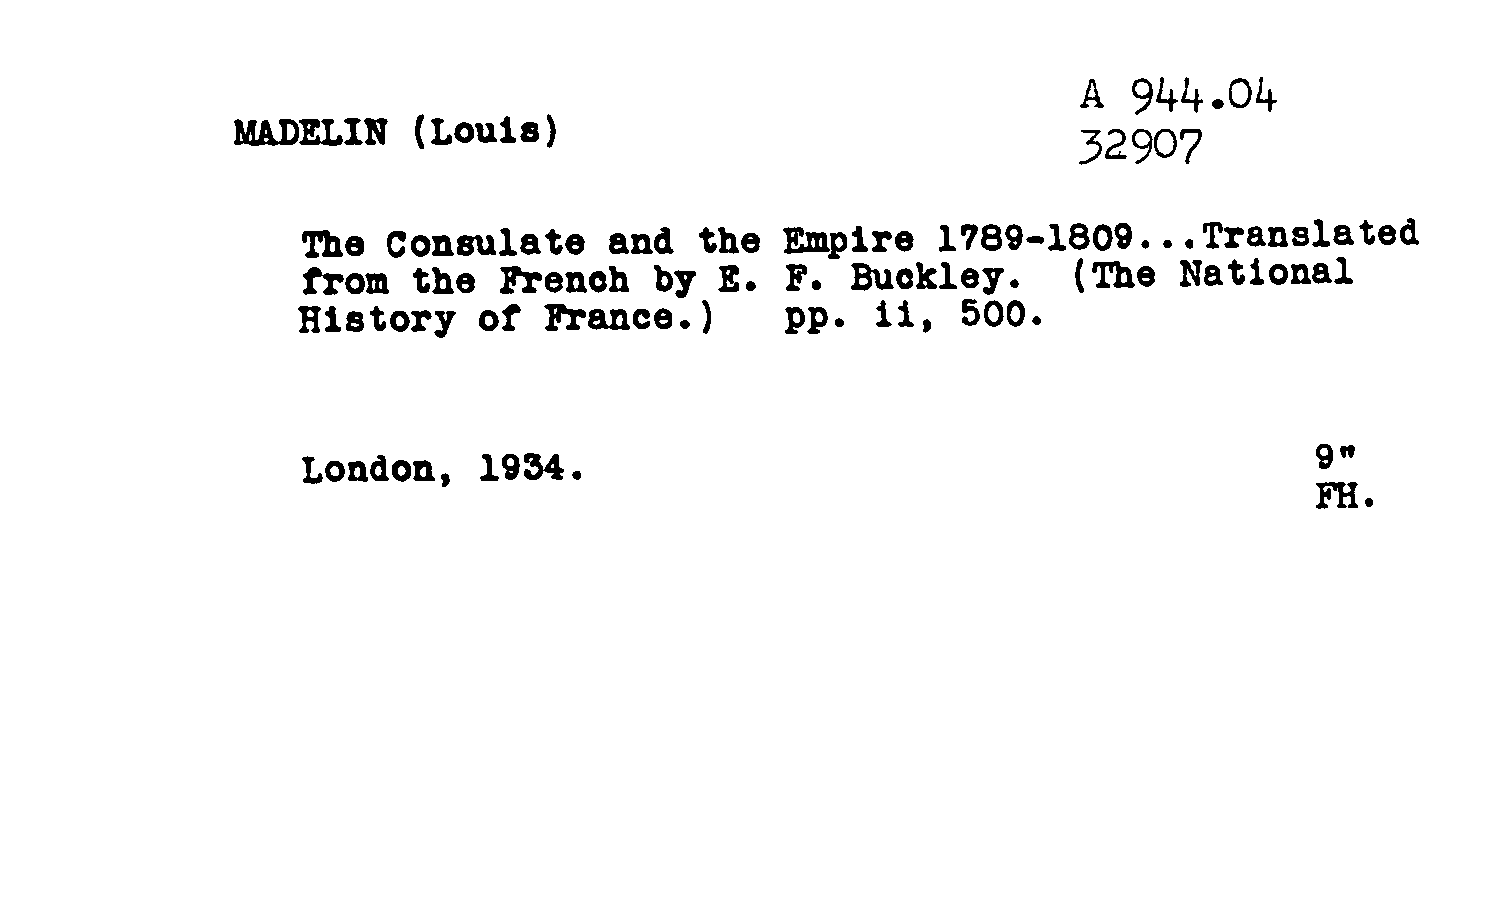 A 944.04
MADELIN (Louis)
32907
The Consulate and the Empire 1789-1809...Translated
from the French by E. F. Buckley. (The National
History of France.) pp. ii, 500.
London, 1934.
9"
FH.